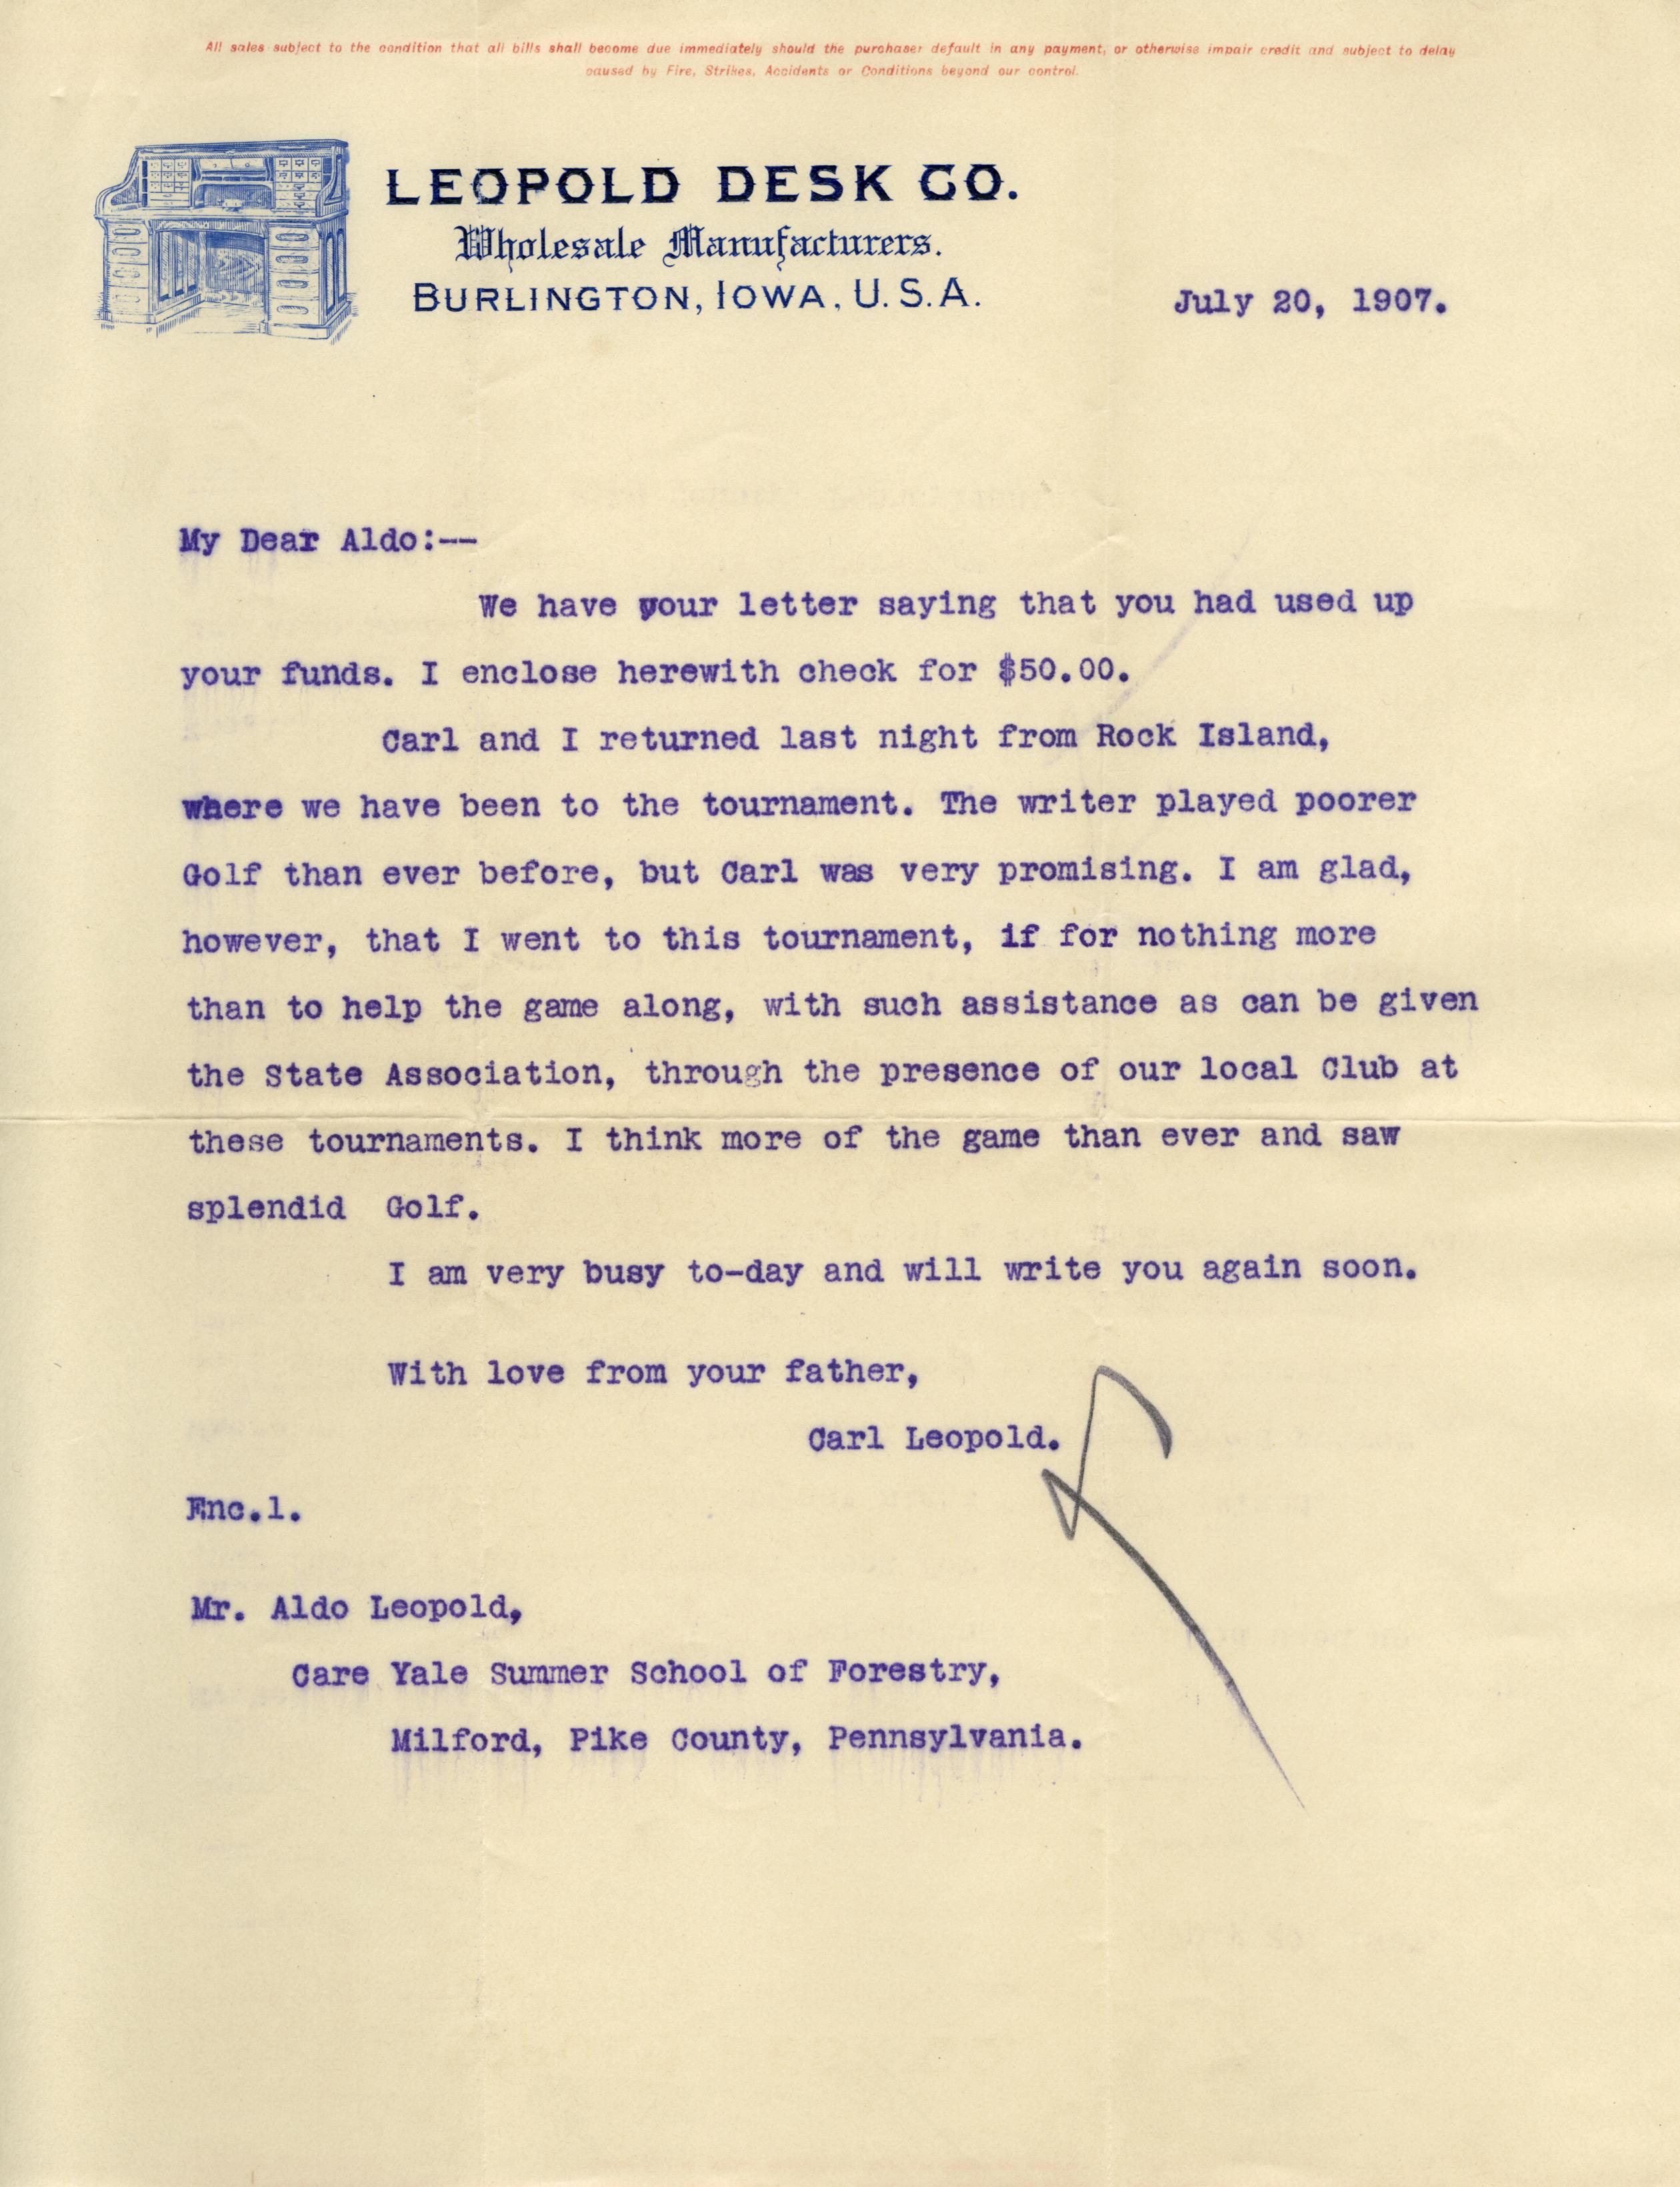 All sales subject to the condition that all bills shall become due immediately should the purchaser default in any payment, or otherwise impair credit and subject to delay
caused by Fire, Strikes, Accidents or Conditions beyond our control.
LEOPOLD DESK CO.
Wholesale Manufacturers.
BURLINGTON, IOWA, U.S.A.
July 20, 1907.
My Dear Aldo:--
We have your letter saying that you had used up
your funds. I enclose herewith check for $50.00.
Carl and I returned last night from Rock Island,
where we have been to the tournament. The writer played poorer
Golf than ever before, but Carl was very promising. I am glad,
however, that I went to this tournament, if for nothing more
than to help the game along, with such assistance as can be given
the State Association, through the presence of our local Club at
these tournaments. I think more of the game than ever and saw
splendid Golf.
I am very busy to-day and will write you again soon.
With love from your father,
Carl Leopold.
Enc.1.
Mr. Aldo Leopold,
Care Yale Summer School of Forestry,
Milford, Pike County, Pennsylvania.